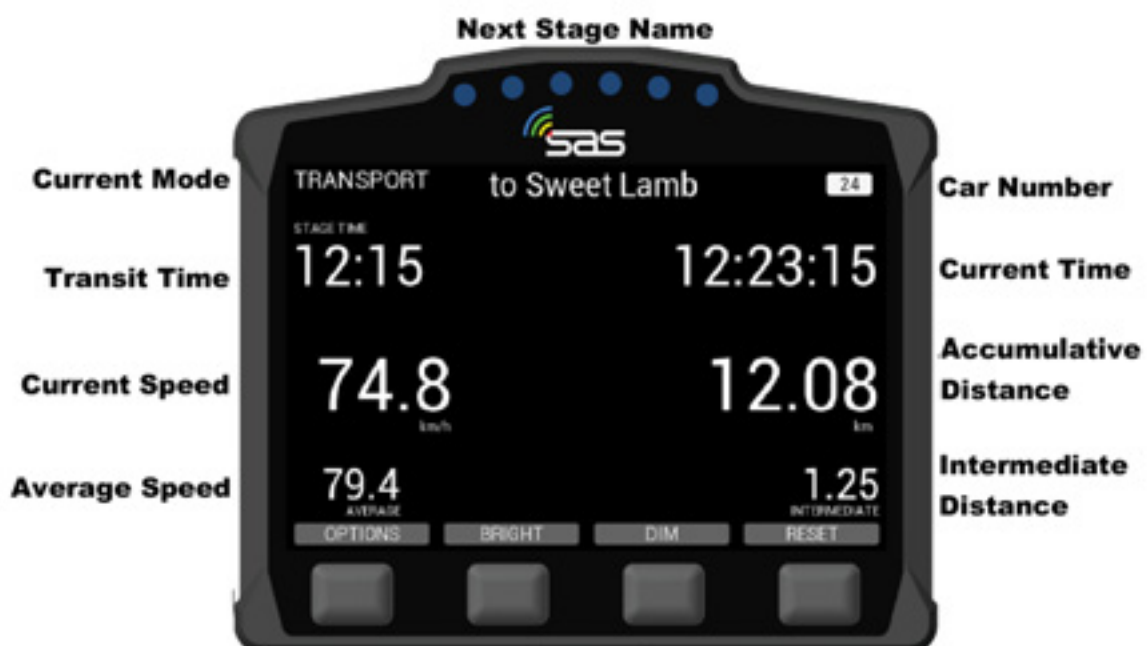 Next Stage Name
sas
Current Mode
TRANSPORT
to Sweet Lamb
24
Car Number
STAGE TIME
Transit Time
12:15
12:23:15
Current Time
Current Speed
74.8
km/h
12.08
km
Accumulative
Distance
Average Speed
79.4
AVERAGE
1.25
INTERMEDIATE
Intermediate
Distance
OPTIONS
BRIGHT
DIM
RESET